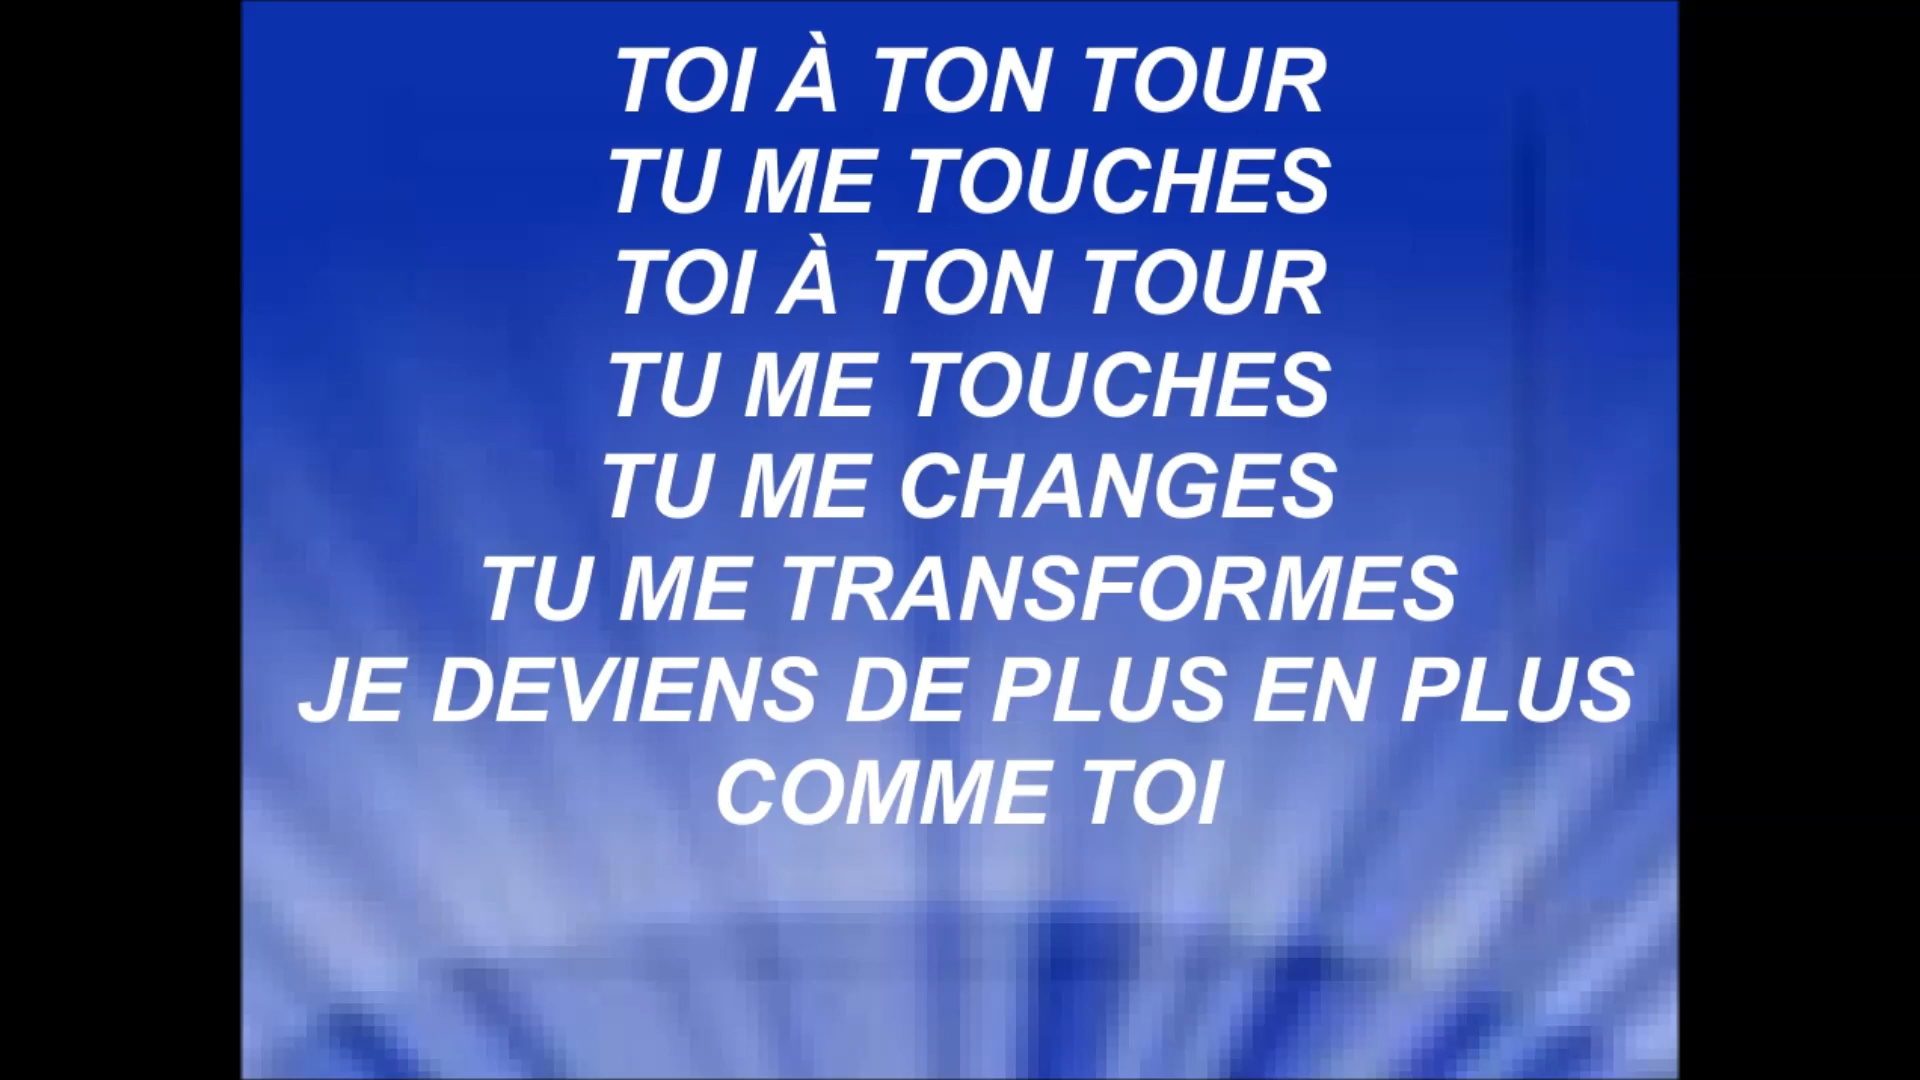 TOI À TON TOUR
TU ME TOUCHES
TOI À TON TOUR
TU ME TOUCHES
TU ME CHANGES
TU ME TRANSFORMES
JE DEVIENS DE PLUS EN PLUS
COMME TOI